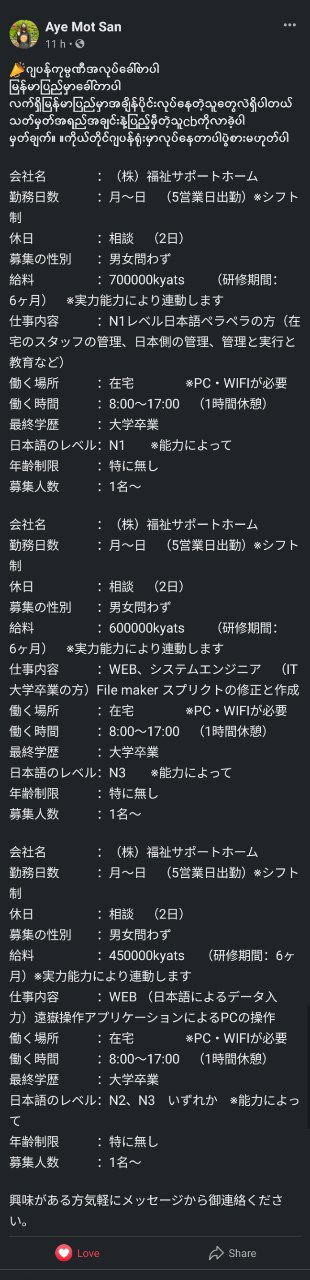 Aye Mot San
11 h
🎉ဂျပန်ကုမ္ပဏီအလုပ်ခေါ်စာပါ
မြန်မာပြည်မှာခေါ်တာပါ
လက်ရှိမြန်မာပြည်မှာအချိန်ပိုင်းလုပ်နေတဲ့သူတွေလဲရှိပါတယ်
သတ်မှတ်အရည်အချင်းနဲ့ပြည့်မှီတဲ့သူcbကိုလာခဲ့ပါ
မှတ်ချက်။ ။ကိုယ်တိုင်ဂျပန်ရုံးမှာလုပ်နေတာပါပွဲစားမဟုတ်ပါ
会社名　　　　：（株）福祉サポートホーム
勤務日数　　　：月〜日　（5営業日出勤）※シフト
制
休日　　　　　：相談　（2日）
募集の性別　　：男女問わず
給料　　　　　：700000kyats　　（研修期間：
6ヶ月）　※実力能力により連動します
仕事内容　　　：N1レベル日本語ペラペラの方（在
宅のスタッフの管理、日本側の管理、管理と実行と
教育など）
働く場所　　　：在宅　　　　※PC・WIFIが必要
働く時間　　　：8:00〜17:00　（1時間休憩）
最終学歴　　　：大学卒業
日本語のレベル：N1　　※能力によって
年齢制限　　　：特に無し
募集人数　　　：1名〜
会社名　　　　：（株）福祉サポートホーム
勤務日数　　　：月〜日　（5営業日出勤）※シフト
制
休日　　　　　：相談　（2日）
募集の性別　　：男女問わず
給料　　　　　：600000kyats　　（研修期間：
6ヶ月）　※実力能力により連動します
仕事内容　　　：WEB、システムエンジニア　（IT
大学卒業の方）File maker スプリクトの修正と作成
働く場所　　　：在宅　　　　※PC・WIFIが必要
働く時間　　　：8:00〜17:00　（1時間休憩）
最終学歴　　　：大学卒業
日本語のレベル：N3　　※能力によって
年齢制限　　　：特に無し
募集人数　　　：1名〜
会社名　　　　：（株）福祉サポートホーム
勤務日数　　　：月〜日　（5営業日出勤）※シフト
制
休日　　　　　：相談　（2日）
募集の性別　　：男女問わず
給料　　　　　：450000kyats　（研修期間：6ヶ
月）※実力能力により連動します
仕事内容　　　：WEB （日本語によるデータ入
力）遠嶽操作アプリケーションによるPCの操作
働く場所　　　：在宅　　　　※PC・WIFIが必要
働く時間　　　：8:00〜17:00　（1時間休憩）
最終学歴　　　：大学卒業
日本語のレベル：N2、N3　いずれか　※能力によっ
て
年齢制限　　　：特に無し
募集人数　　　：1名〜
興味がある方気軽にメッセージから御連絡くださ
い。
Love
Share